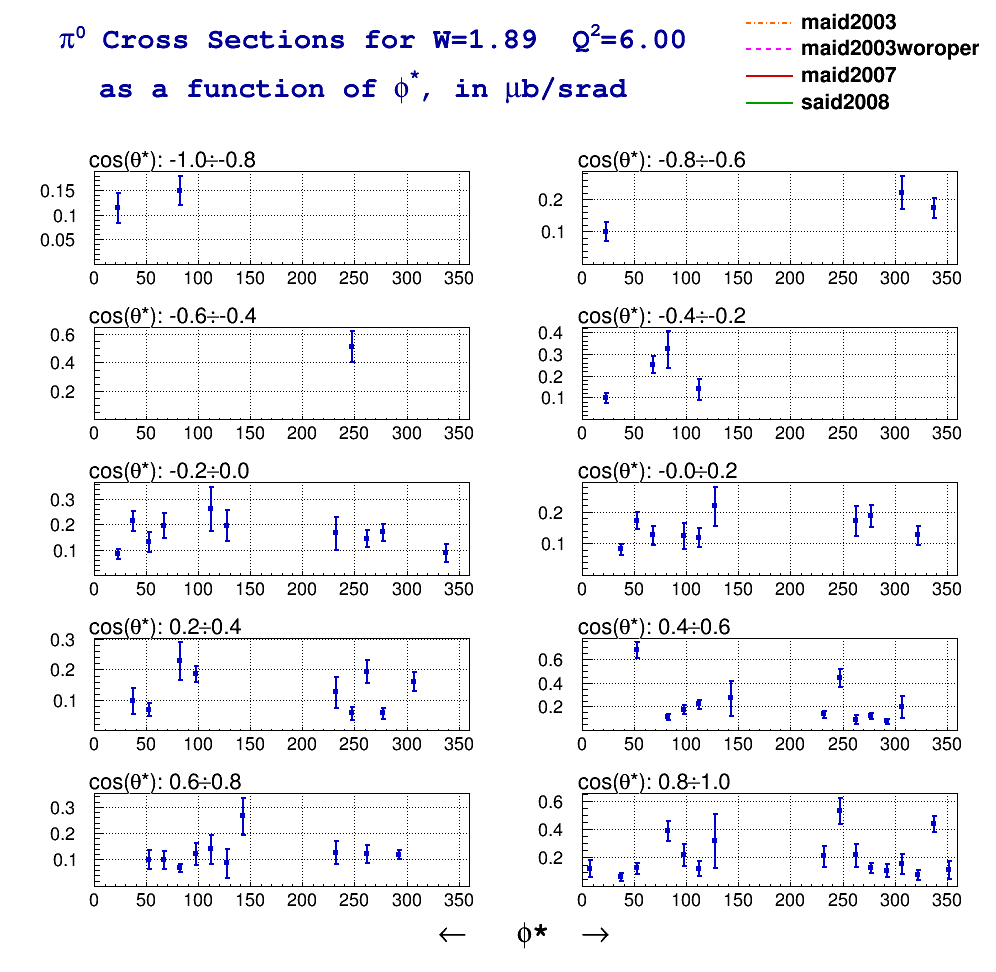 π⁰ Cross Sections for W=1.89 Q²=6.00
as a function of ϕ*, in μb/srad
maid2003
maid2003woroper
maid2007
said2008
cos(θ*): -1.0÷-0.8
0.15
0.1
0.05
0 50 100 150 200 250 300 350
cos(θ*): -0.8÷-0.6
0.2
0.1
0 50 100 150 200 250 300 350
cos(θ*): -0.6÷-0.4
0.6
0.4
0.2
0 50 100 150 200 250 300 350
cos(θ*): -0.4÷-0.2
0.4
0.3
0.2
0.1
0 50 100 150 200 250 300 350
cos(θ*): -0.2÷0.0
0.3
0.2
0.1
0 50 100 150 200 250 300 350
cos(θ*): -0.0÷0.2
0.2
0.1
0 50 100 150 200 250 300 350
cos(θ*): 0.2÷0.4
0.3
0.2
0.1
0 50 100 150 200 250 300 350
cos(θ*): 0.4÷0.6
0.6
0.4
0.2
0 50 100 150 200 250 300 350
cos(θ*): 0.6÷0.8
0.3
0.2
0.1
0 50 100 150 200 250 300 350
cos(θ*): 0.8÷1.0
0.6
0.4
0.2
0 50 100 150 200 250 300 350
← ϕ* →